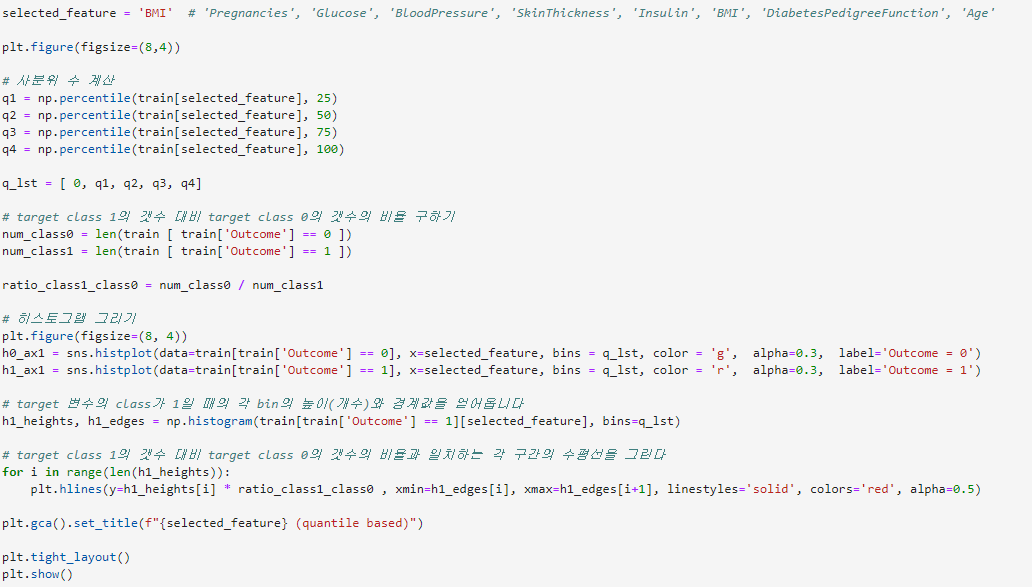 selected_feature = 'BMI'  # 'Pregnancies', 'Glucose', 'BloodPressure', 'SkinThickness', 'Insulin', 'BMI', 'DiabetesPedigreeFunction', 'Age'
plt.figure(figsize=(8,4))
# 사분위 수 계산
q1 = np.percentile(train[selected_feature], 25)
q2 = np.percentile(train[selected_feature], 50)
q3 = np.percentile(train[selected_feature], 75)
q4 = np.percentile(train[selected_feature], 100)
q_lst = [ 0, q1, q2, q3, q4]
# target class 1의 갯수 대비 target class 0의 갯수의 비율 구하기
num_class0 = len(train [ train['Outcome'] == 0 ])
num_class1 = len(train [ train['Outcome'] == 1 ])
ratio_class1_class0 = num_class0 / num_class1
# 히스토그램 그리기
plt.figure(figsize=(8, 4))
h0_ax1 = sns.histplot(data=train[train['Outcome'] == 0], x=selected_feature, bins = q_lst, color = 'g',  alpha=0.3,  label='Outcome = 0')
h1_ax1 = sns.histplot(data=train[train['Outcome'] == 1], x=selected_feature, bins = q_lst, color = 'r',  alpha=0.3,  label='Outcome = 1')
# target 변수의 class가 1일 때의 각 bin의 높이(개수)와 경계값을 얻어옵니다
h1_heights, h1_edges = np.histogram(train[train['Outcome'] == 1][selected_feature], bins=q_lst)
# target class 1의 갯수 대비 target class 0의 갯수의 비율과 일치하는 각 구간의 수평선을 그린다
for i in range(len(h1_heights)):
    plt.hlines(y=h1_heights[i] * ratio_class1_class0 , xmin=h1_edges[i], xmax=h1_edges[i+1], linestyles='solid', colors='red', alpha=0.5)
plt.gca().set_title(f"{selected_feature} (quantile based)")
plt.tight_layout()
plt.show()